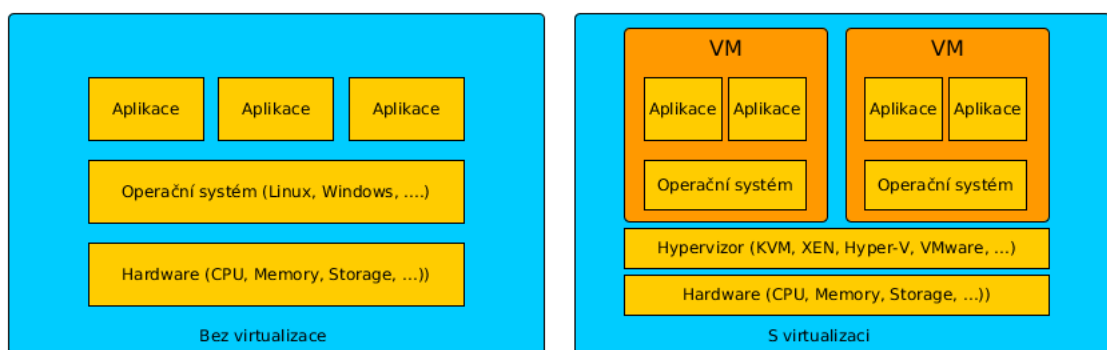 Aplikace
Aplikace
Aplikace
Operační systém (Linux, Windows, ....)
Hardware (CPU, Memory, Storage, ...))
Bez virtualizace
VM
VM
Aplikace
Aplikace
Aplikace
Aplikace
Operační systém
Operační systém
Hypervizor (KVM, XEN, Hyper-V, VMware, ...)
Hardware (CPU, Memory, Storage, ...))
S virtualizaci